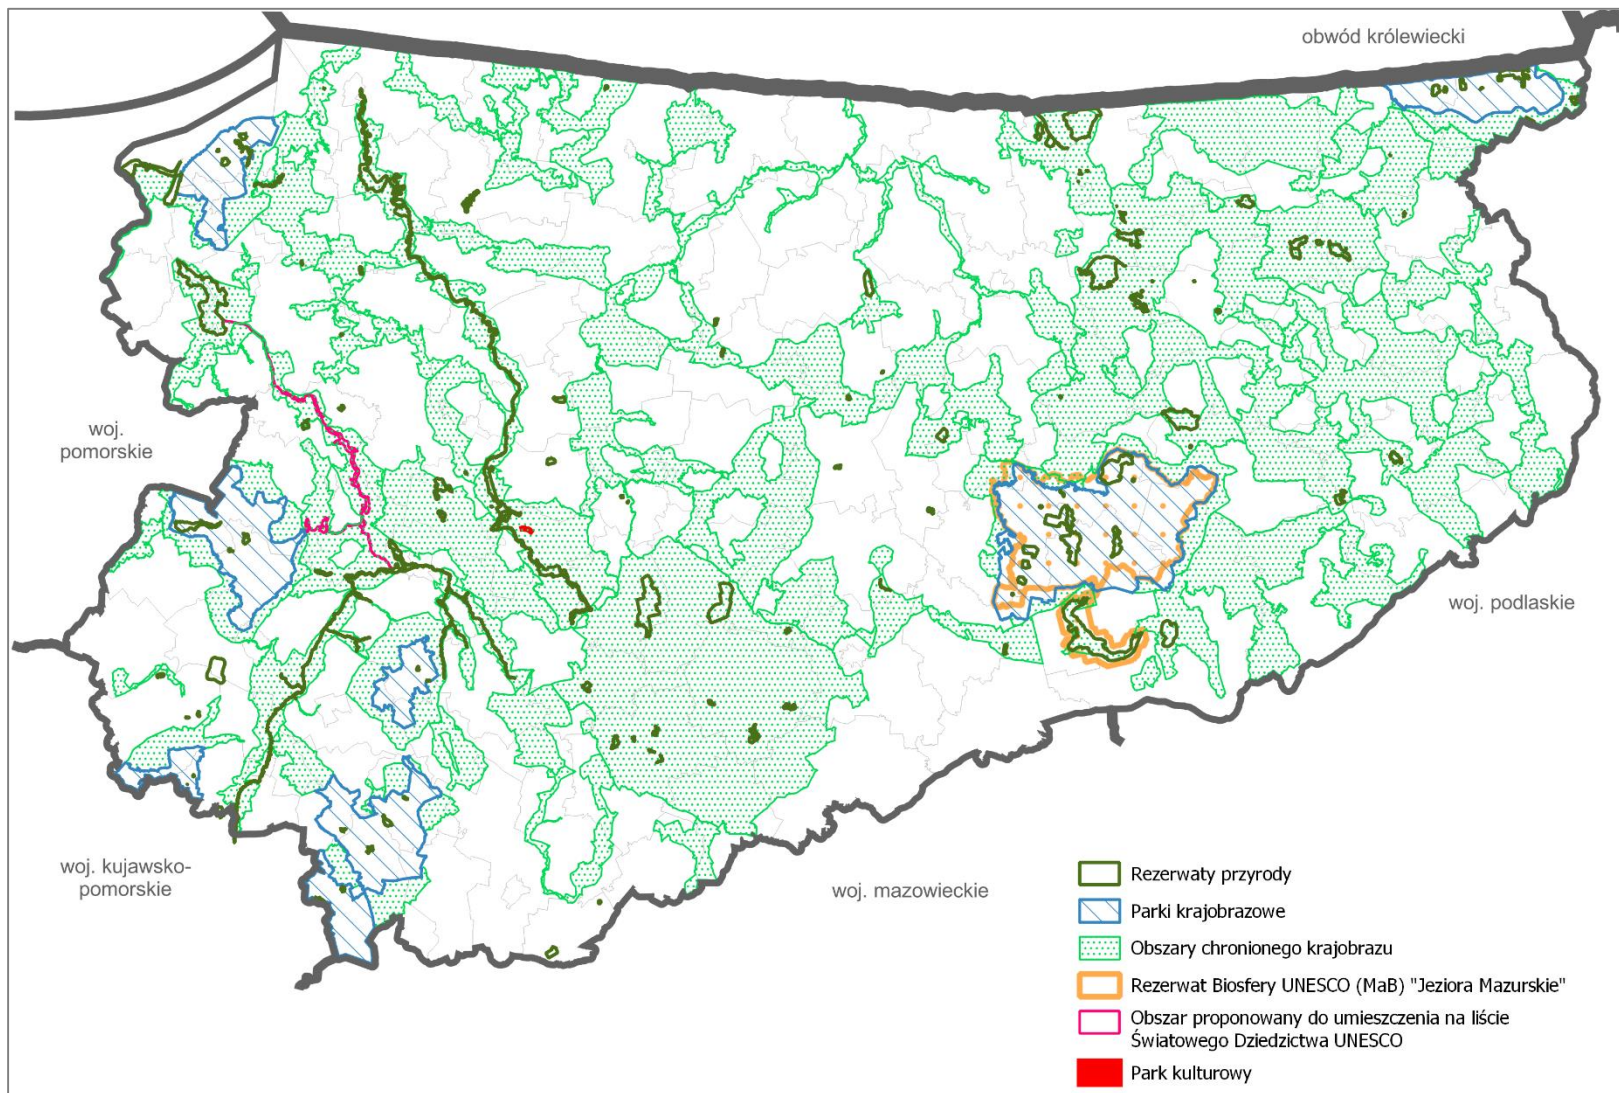 obwód królewiecki
woj.
pomorskie
woj. podlaskie
woj. kujawsko-
pomorskie
woj. mazowieckie
Rezerwaty przyrody
Parki krajobrazowe
Obszary chronionego krajobrazu
Rezerwat Biosfery UNESCO (MaB) "Jeziora Mazurskie"
Obszar proponowany do umieszczenia na liście
Światowego Dziedzictwa UNESCO
Park kulturowy